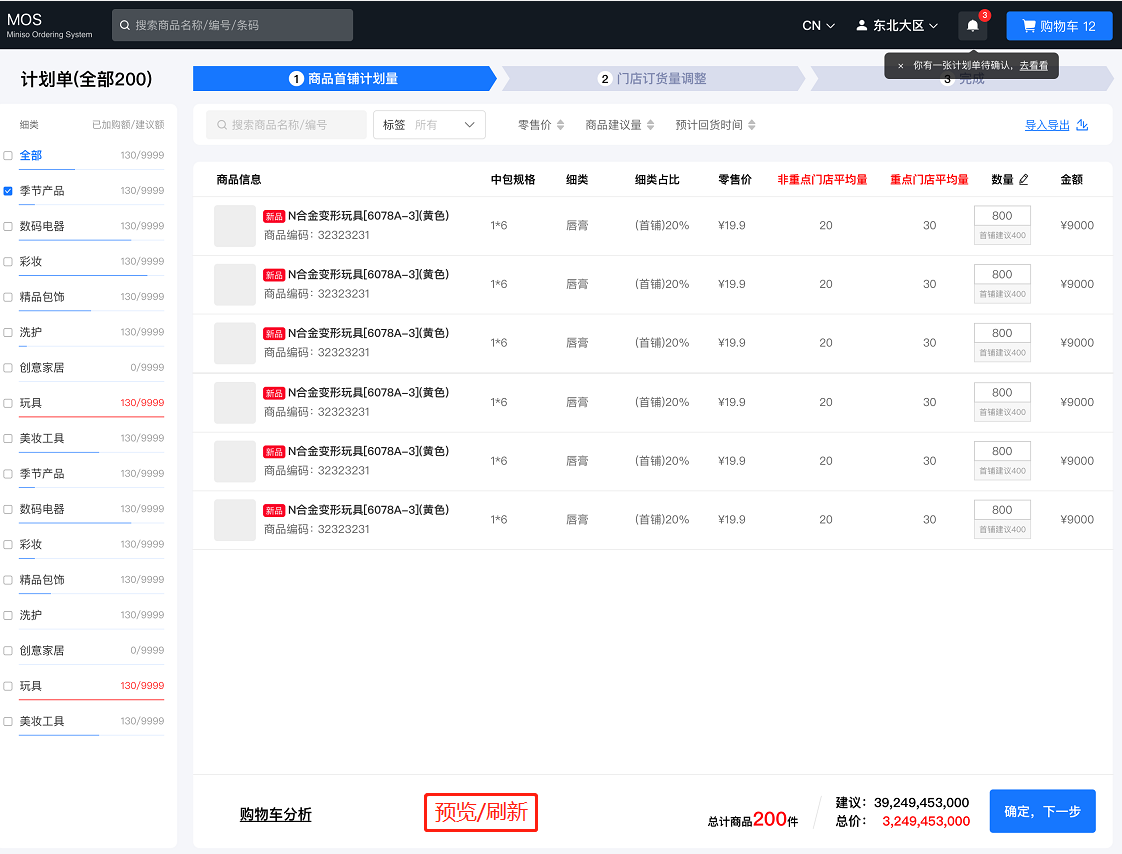 MOS
Miniso Ordering System
搜索商品名称/编号/条码
CN
东北大区
3
购物车 12
× 你有一张计划单待确认，去看看
计划单(全部200)
1 商品首铺计划量
2 门店订货量调整
3 完成
细类 已加购额/建议额
全部 130/9999
季节产品 130/9999
数码电器 130/9999
彩妆 130/9999
精品包饰 130/9999
洗护 130/9999
创意家居 0/9999
玩具 130/9999
美妆工具 130/9999
季节产品 130/9999
数码电器 130/9999
彩妆 130/9999
精品包饰 130/9999
洗护 130/9999
创意家居 0/9999
玩具 130/9999
美妆工具 130/9999
搜索商品名称/编号 标签 所有 零售价 商品建议量 预计回货时间 导入导出
商品信息 中包规格 细类 细类占比 零售价 非重点门店平均量 重点门店平均量 数量 金额
新品 N合金变形玩具[6078A-3](黄色)
商品编码：32323231
1*6 唇膏 (首铺)20% ¥19.9 20 30 800 ¥9000
首铺建议400
新品 N合金变形玩具[6078A-3](黄色)
商品编码：32323231
1*6 唇膏 (首铺)20% ¥19.9 20 30 800 ¥9000
首铺建议400
新品 N合金变形玩具[6078A-3](黄色)
商品编码：32323231
1*6 唇膏 (首铺)20% ¥19.9 20 30 800 ¥9000
首铺建议400
新品 N合金变形玩具[6078A-3](黄色)
商品编码：32323231
1*6 唇膏 (首铺)20% ¥19.9 20 30 800 ¥9000
首铺建议400
新品 N合金变形玩具[6078A-3](黄色)
商品编码：32323231
1*6 唇膏 (首铺)20% ¥19.9 20 30 800 ¥9000
首铺建议400
新品 N合金变形玩具[6078A-3](黄色)
商品编码：32323231
1*6 唇膏 (首铺)20% ¥19.9 20 30 800 ¥9000
首铺建议400
购物车分析
预览/刷新
总计商品200件
建议： 39,249,453,000
总价： 3,249,453,000
确定，下一步